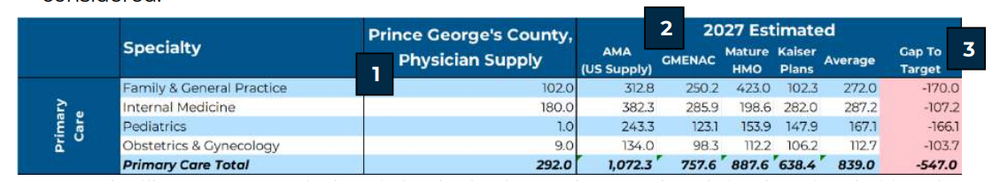 considered.
2
2027 Estimated
3
Specialty
Prince George's County,
Physician Supply
1
AMA
(US Supply)
GMENAC
Mature
HMO
Kaiser
Plans
Average
Gap To
Target
Primary
Care
Family & General Practice 102.0 312.8 250.2 423.0 102.3 272.0 -170.0
Internal Medicine 180.0 382.3 285.9 198.6 282.0 287.2 -107.2
Pediatrics 1.0 243.3 123.1 153.9 147.9 167.1 -166.1
Obstetrics & Gynecology 9.0 134.0 98.3 112.2 106.2 112.7 -103.7
Primary Care Total 292.0 1,072.3 757.6 887.6 638.4 839.0 -547.0